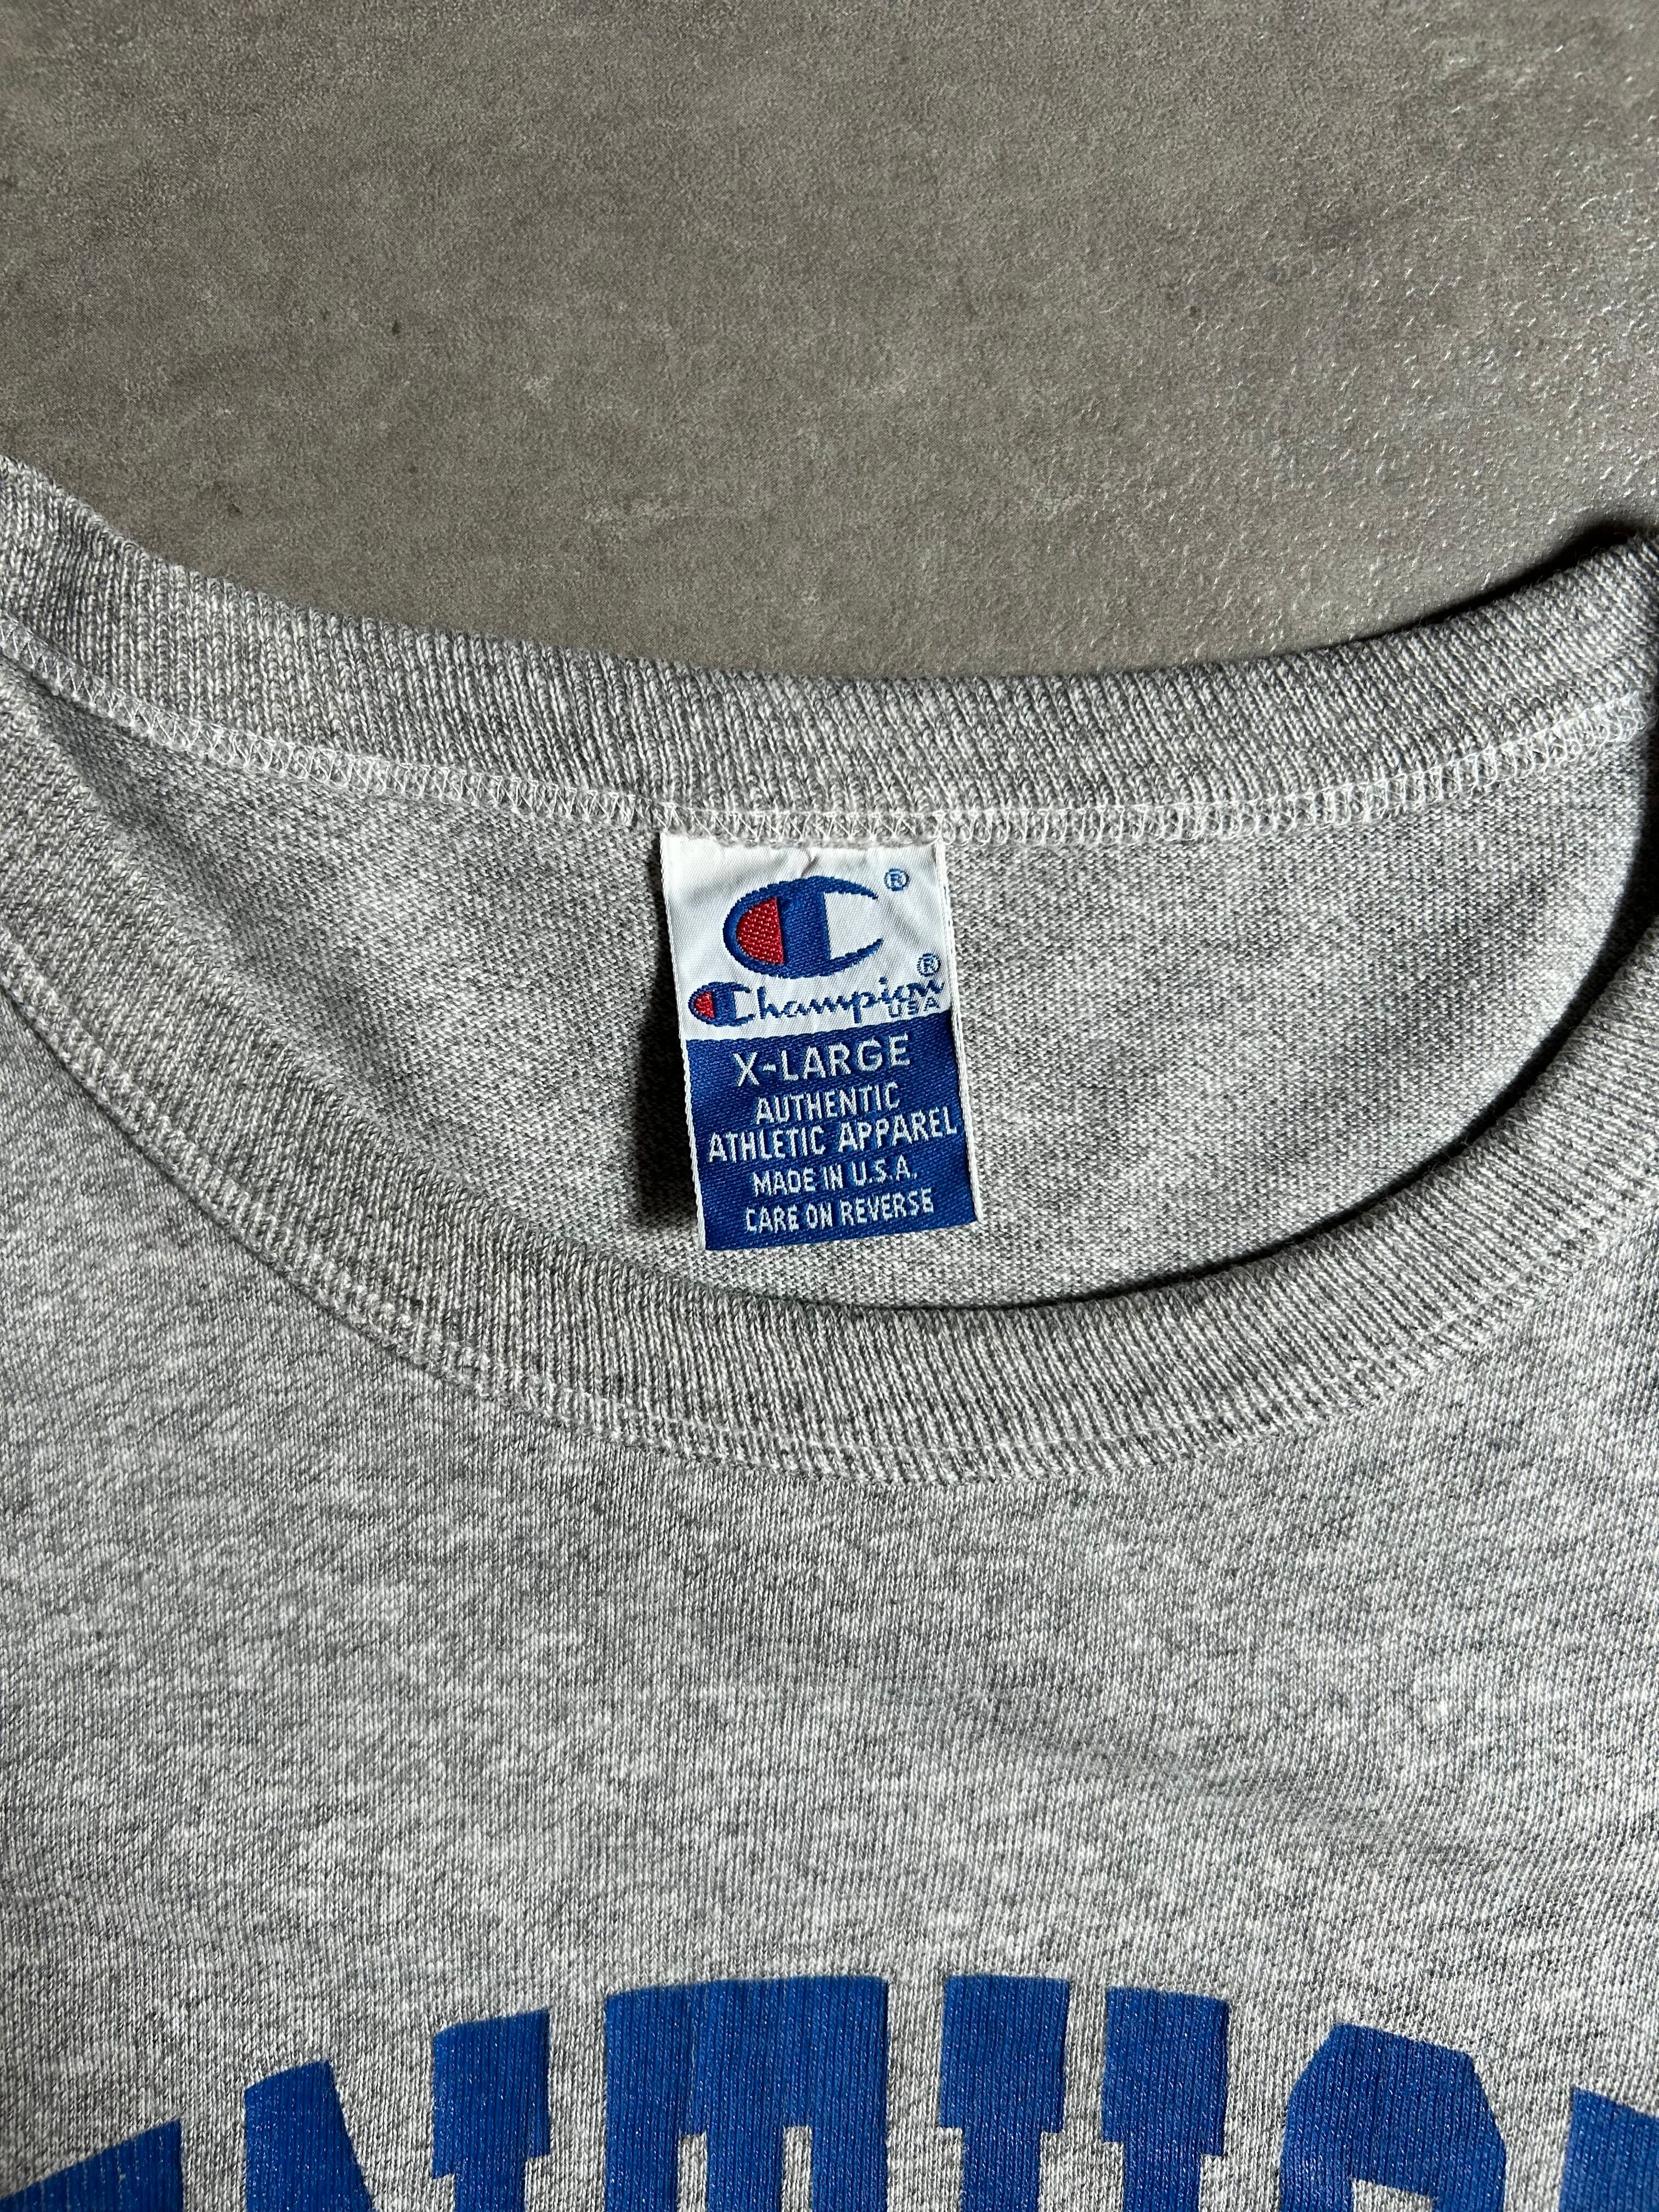 ®
Champion®
USA
X-LARGE
AUTHENTIC
ATHLETIC APPAREL
MADE IN U.S.A.
CARE ON REVERSE